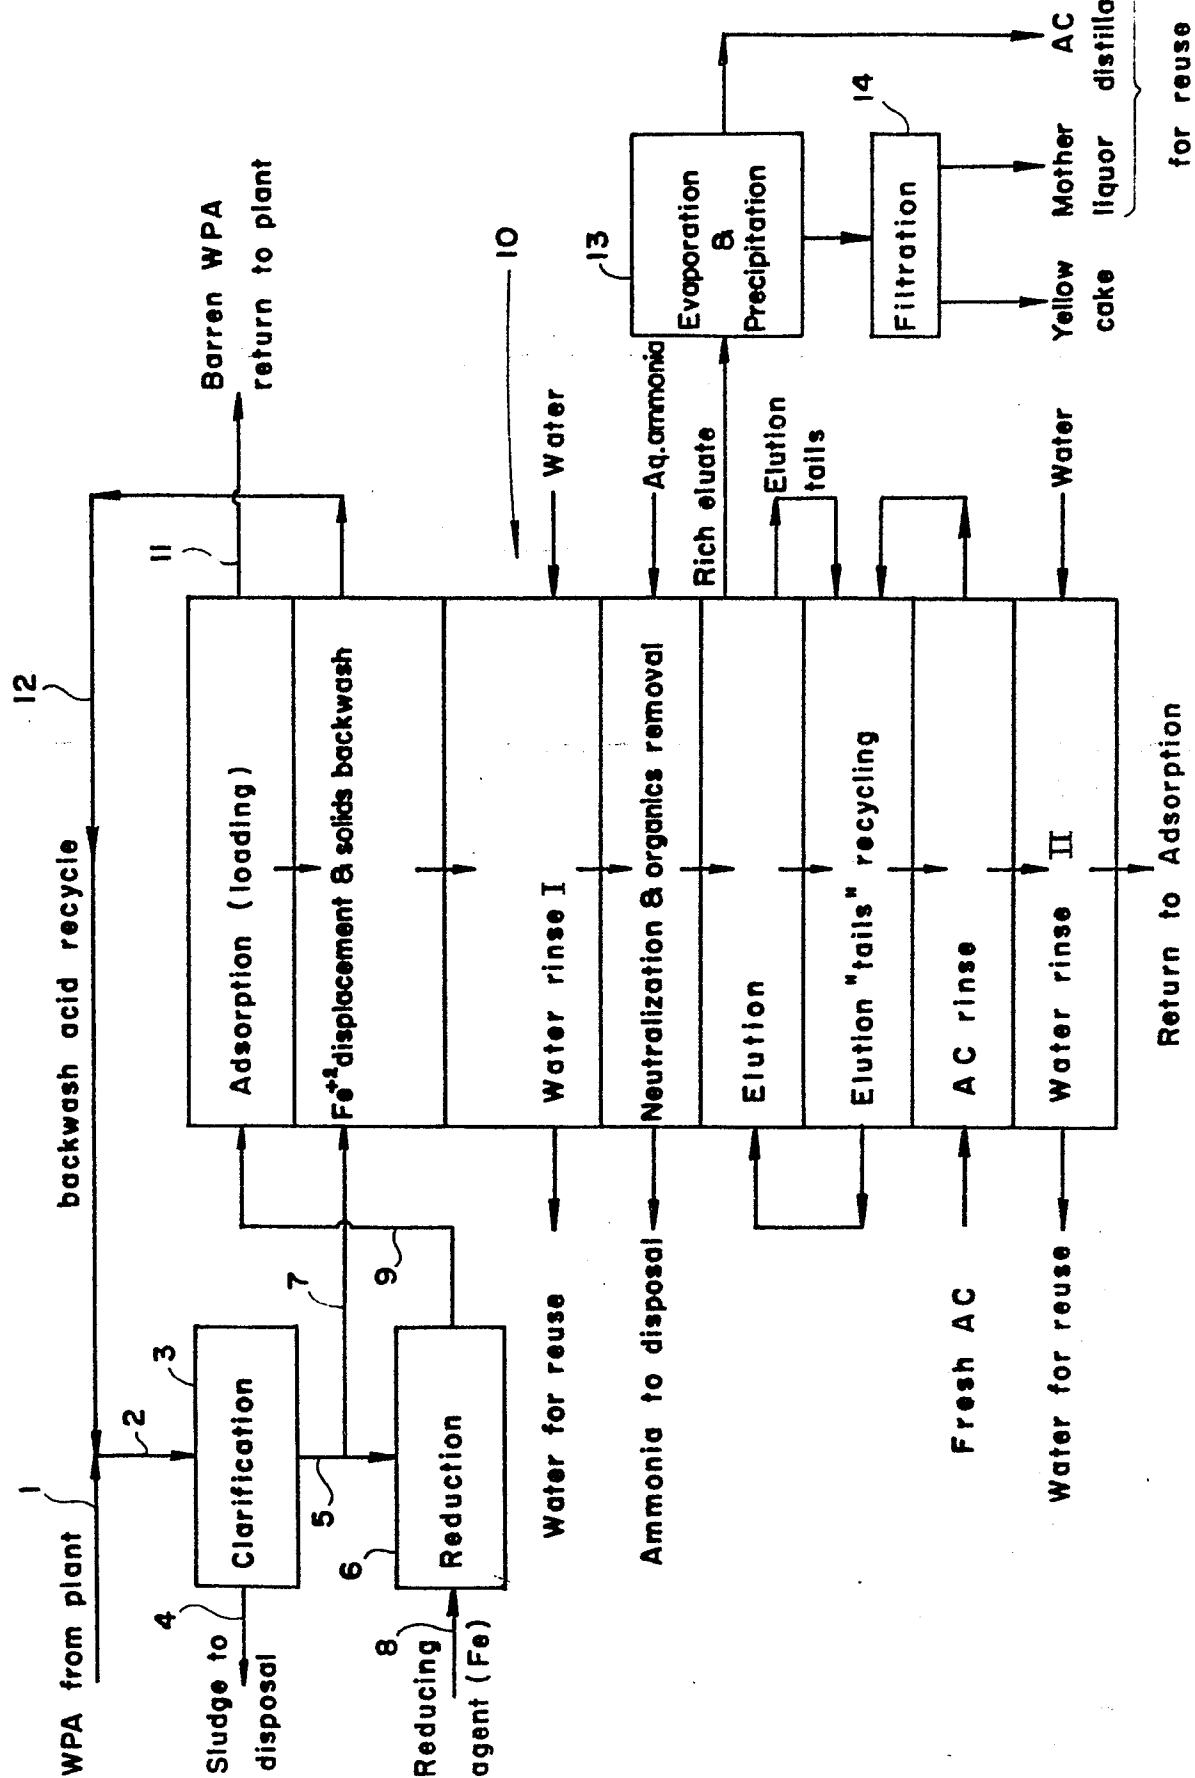 WPA from plant
1
2
backwash acid recycle
12
Sludge to
disposal
4
Clarification
3
5
7
Reducing
agent (Fe)
8
Reduction
6
9
Adsorption (loading)
11
Barren WPA
return to plant
Fe+2 displacement & solids backwash
10
Water for reuse
Water rinse I
Water
Ammonia to disposal
Neutralization & organics removal
Aq. ammonia
Elution
Rich eluate
Elution
tails
Elution "tails" recycling
Fresh AC
AC rinse
Water for reuse
Water rinse II
Water
Return to Adsorption
Evaporation
&
Precipitation
13
Filtration
14
Yellow
cake
Mother
liquor
AC
for reuse